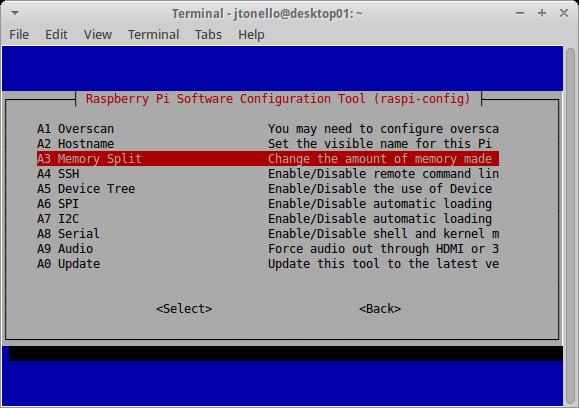 Terminal - jtonello@desktop01: ~
File Edit View Terminal Tabs Help
Raspberry Pi Software Configuration Tool (raspi-config)
A1 Overscan You may need to configure oversca
A2 Hostname Set the visible name for this Pi
A3 Memory Split Change the amount of memory made
A4 SSH Enable/Disable remote command lin
A5 Device Tree Enable/Disable the use of Device
A6 SPI Enable/Disable automatic loading
A7 I2C Enable/Disable automatic loading
A8 Serial Enable/Disable shell and kernel m
A9 Audio Force audio out through HDMI or 3
A0 Update Update this tool to the latest ve
<Select> <Back>